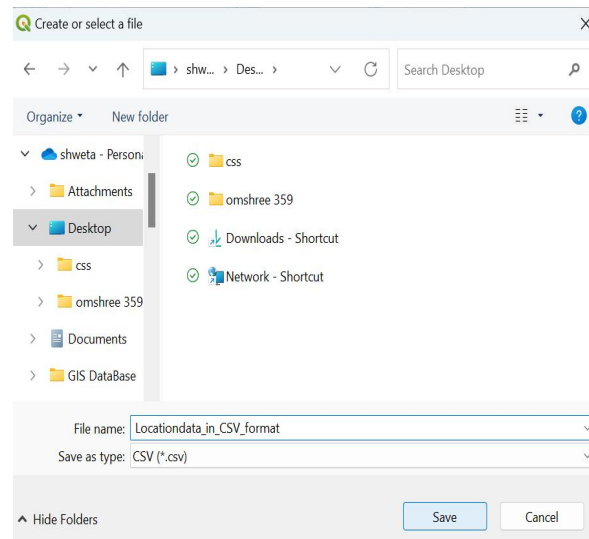 Create or select a file
shw... > Des... >
Search Desktop
Organize
New folder
shweta - Persona
Attachments
Desktop
css
omshree 359
Documents
GIS DataBase
css
omshree 359
Downloads - Shortcut
Network - Shortcut
File name: Locationdata_in_CSV_format
Save as type: CSV (*.csv)
Hide Folders
Save
Cancel